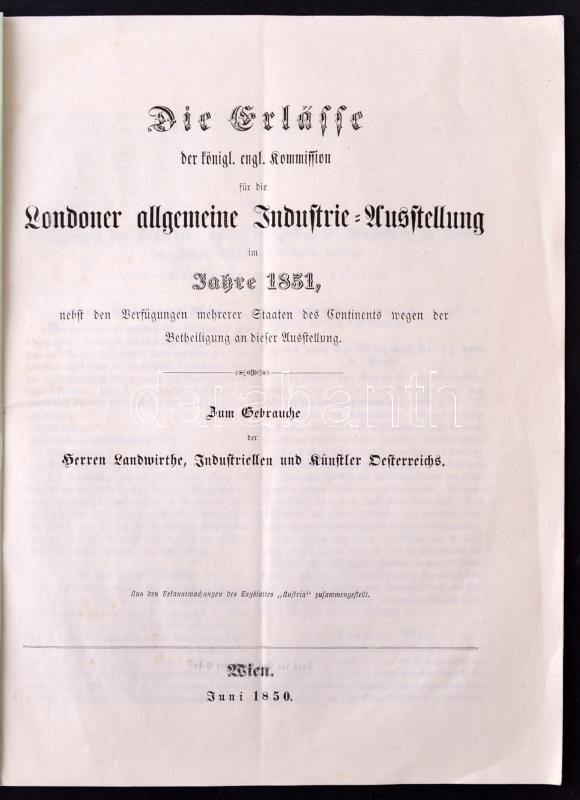 Die Erlässe
der königl. engl. Kommission
für die
Londoner allgemeine Industrie-Ausstellung
im
Jahre 1851,
nebst den Verfügungen mehrerer Staaten des Continents wegen der
Betheiligung an dieser Ausstellung.
darabanth
Zum Gebrauche
der
Herren Landwirthe, Industriellen und Künstler Oesterreichs.
Aus den Bekanntmachungen des Tagblattes „Austria" zusammengestellt.
Wien.
Juni 1850.